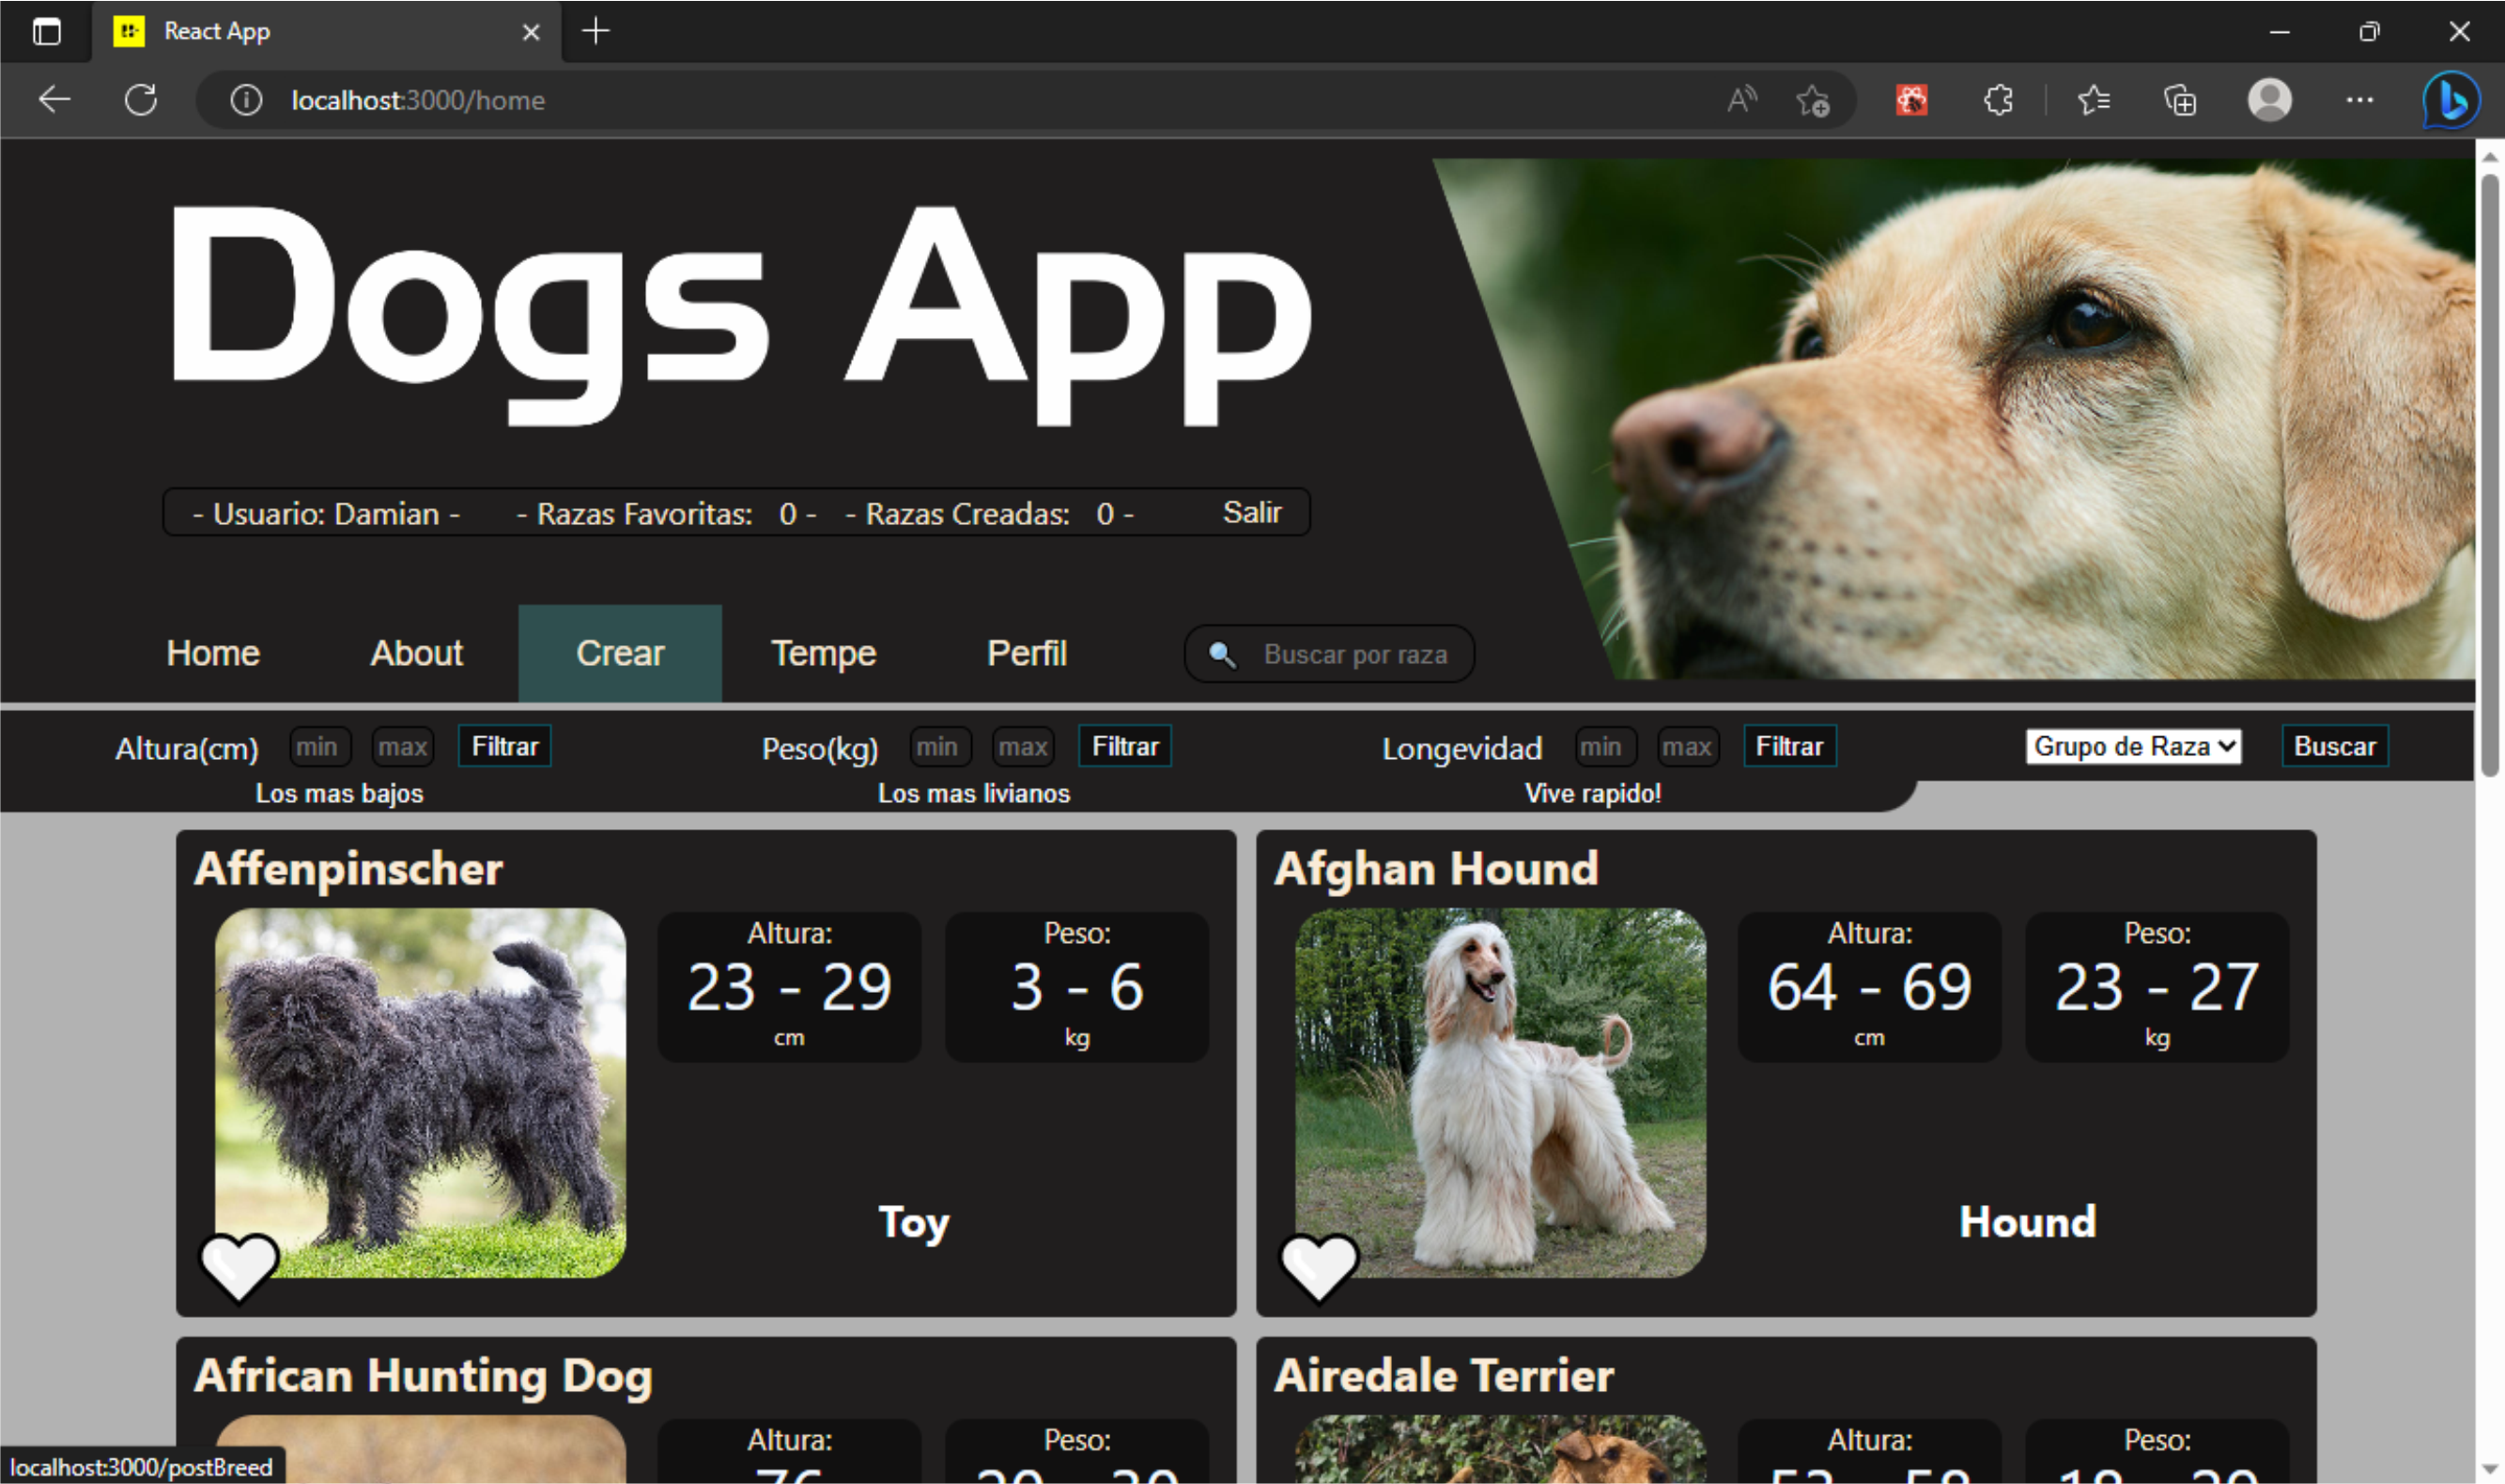 React App
localhost:3000/home
Dogs App
- Usuario: Damian - - Razas Favoritas: 0 - - Razas Creadas: 0 - Salir
Home About Crear Tempe Perfil Buscar por raza
Altura(cm) min max Filtrar Peso(kg) min max Filtrar Longevidad min max Filtrar Grupo de Raza Buscar
Los mas bajos Los mas livianos Vive rapido!
Affenpinscher
Altura: Peso:
23 - 29 3 - 6
cm kg
Toy
Afghan Hound
Altura: Peso:
64 - 69 23 - 27
cm kg
Hound
African Hunting Dog
Altura: Peso:
Airedale Terrier
Altura: Peso:
localhost:3000/postBreed